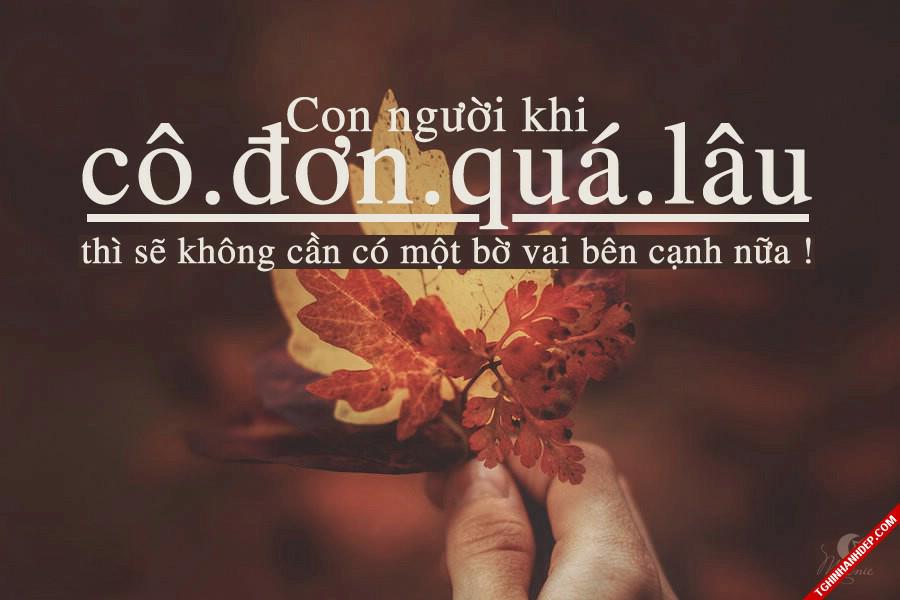 Con người khi
cô.đơn.quá.lâu
thì sẽ không cần có một bờ vai bên cạnh nữa !
TGHINHANHDEP.COM